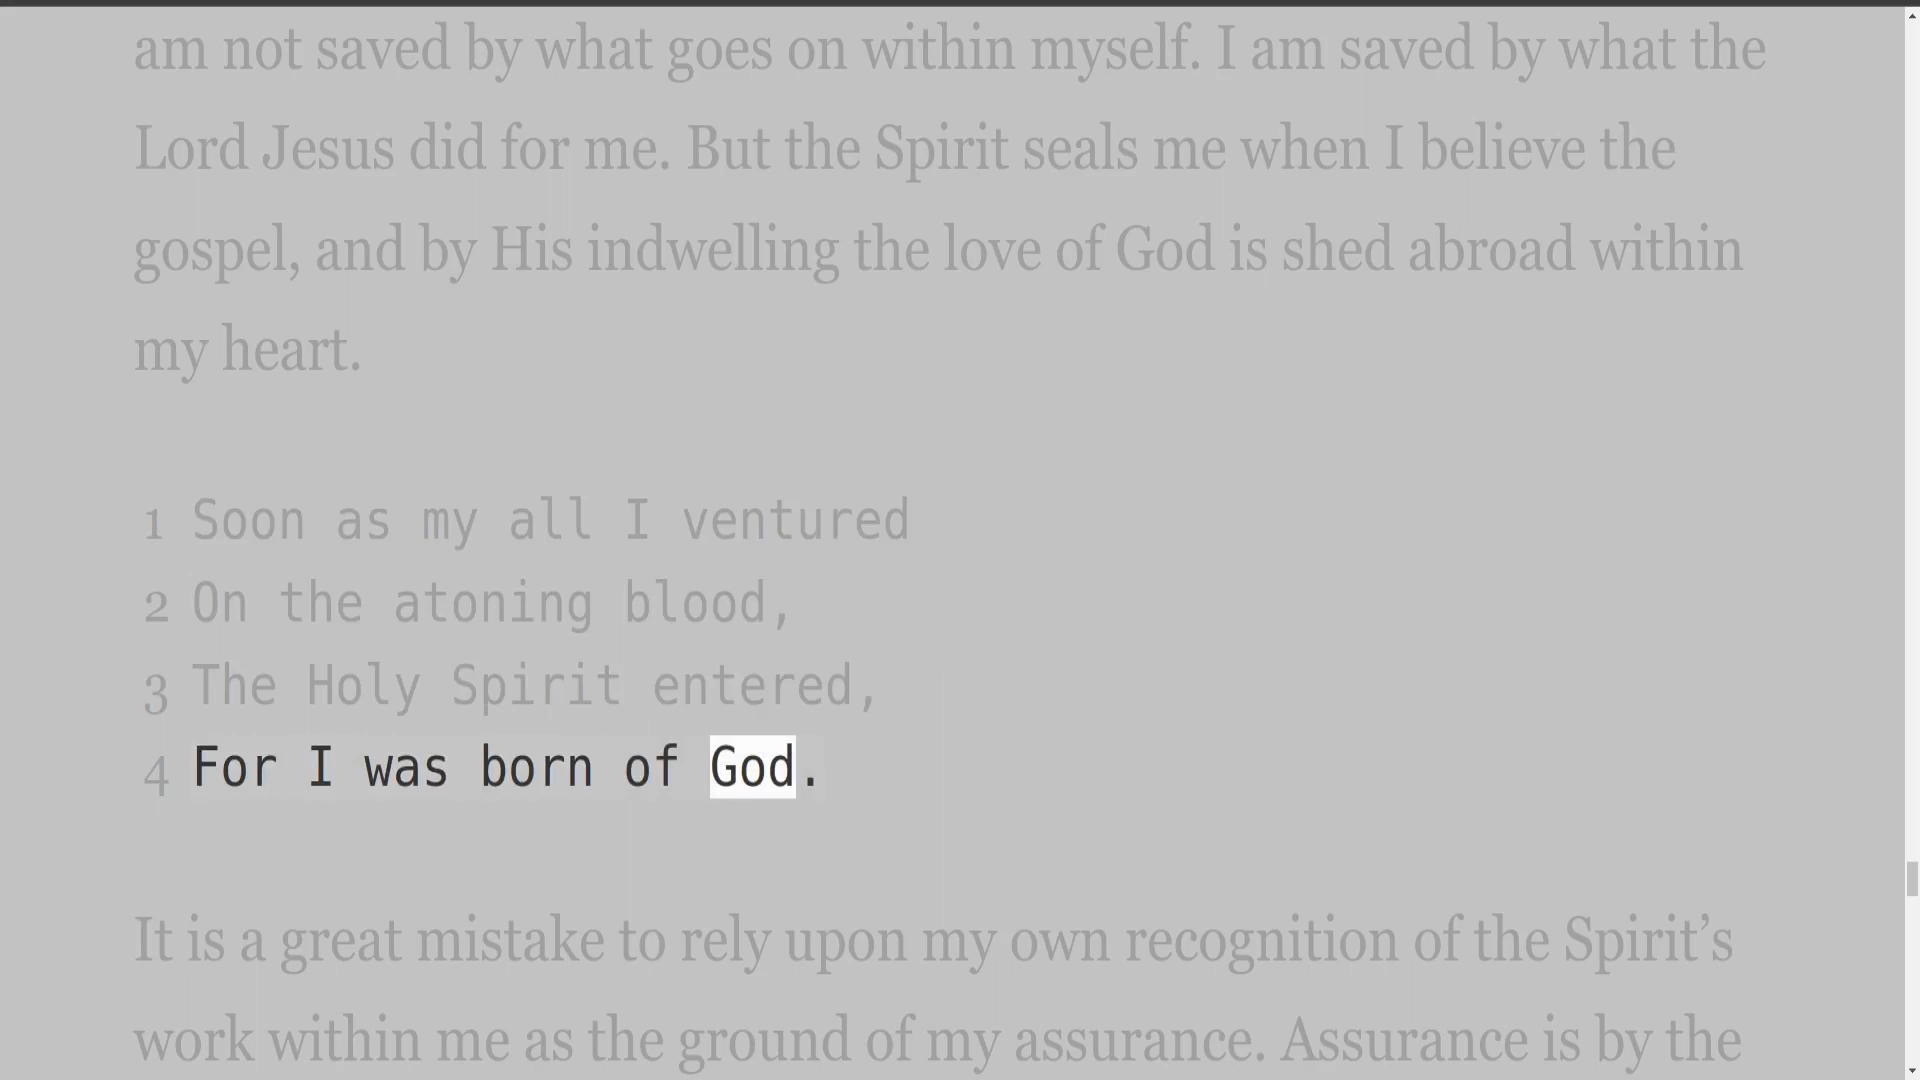 am not saved by what goes on within myself. I am saved by what the
Lord Jesus did for me. But the Spirit seals me when I believe the
gospel, and by His indwelling the love of God is shed abroad within
my heart.
1 Soon as my all I ventured
2 On the atoning blood,
3 The Holy Spirit entered,
4 For I was born of God.
It is a great mistake to rely upon my own recognition of the Spirit’s
work within me as the ground of my assurance. Assurance is by the